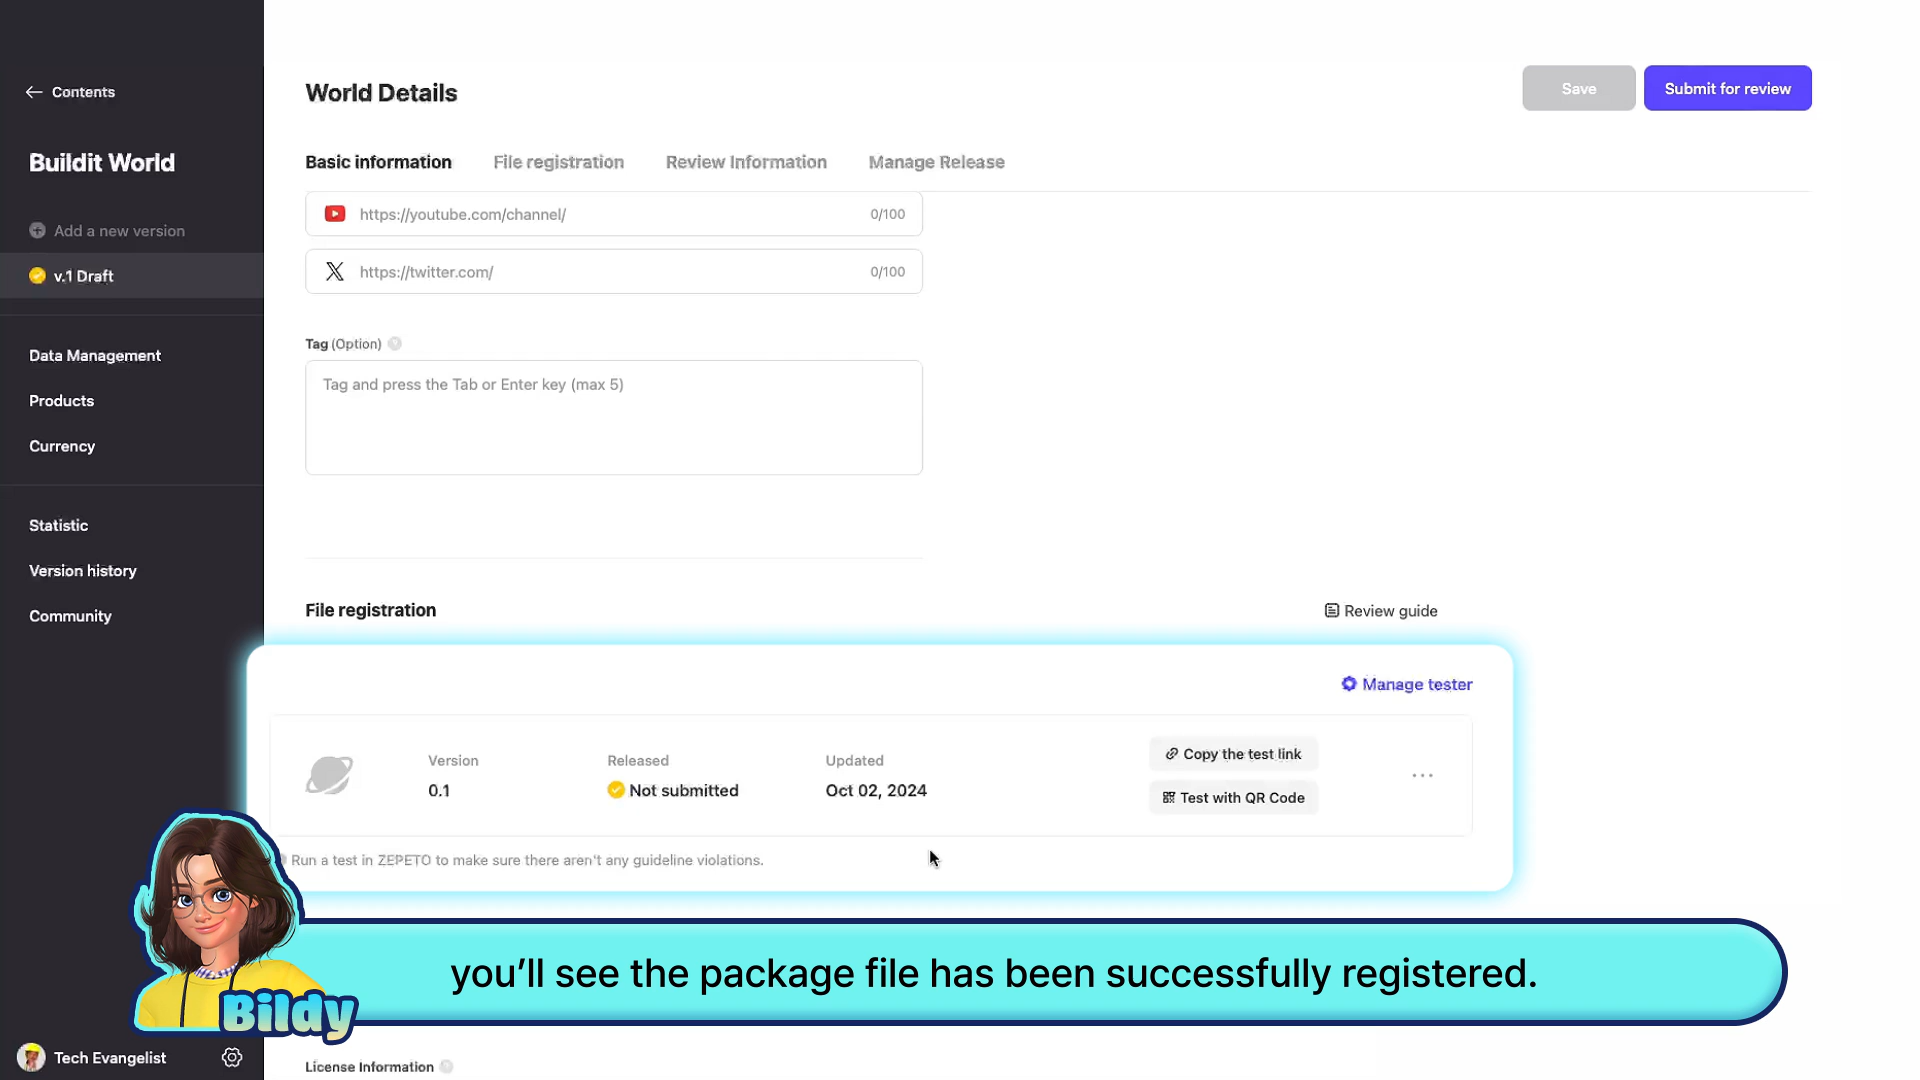 Contents
World Details
Save
Submit for review
Buildit World
Basic information
File registration
Review Information
Manage Release
https://youtube.com/channel/
0/100
Add a new version
https://twitter.com/
0/100
v.1 Draft
Tag (Option)
Data Management
Tag and press the Tab or Enter key (max 5)
Products
Currency
Statistic
Version history
Community
File registration
Review guide
Manage tester
Version
Released
Updated
Copy the test link
0.1
Not submitted
Oct 02, 2024
Test with QR Code
Run a test in ZEPETO to make sure there aren't any guideline violations.
you’ll see the package file has been successfully registered.
Bildy
Tech Evangelist
License Information